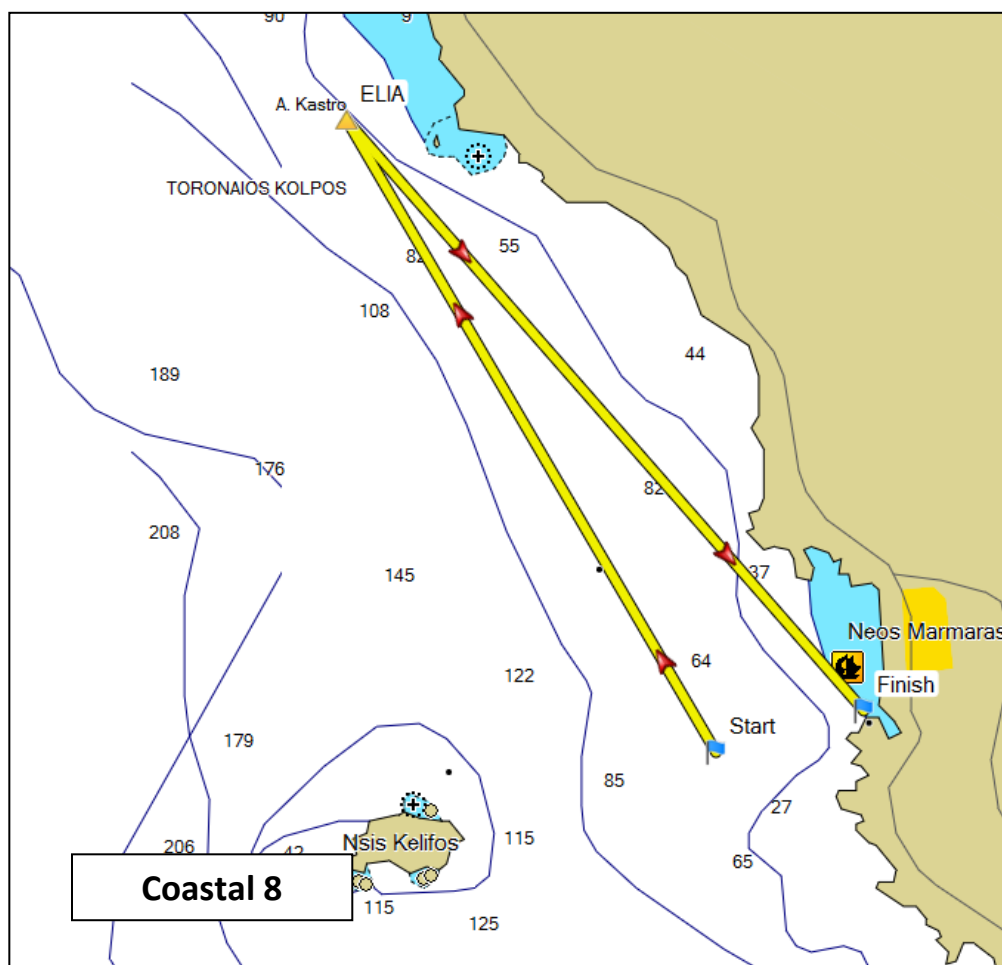 90
9
ELIA
A. Kastro
TORONAIOS KOLPOS
55
82
108
44
189
176
82
208
37
145
Neos Marmaras
64
122
Finish
Start
179
85
27
115
Nsis Kelifos
206
42
65
Coastal 8
115
125